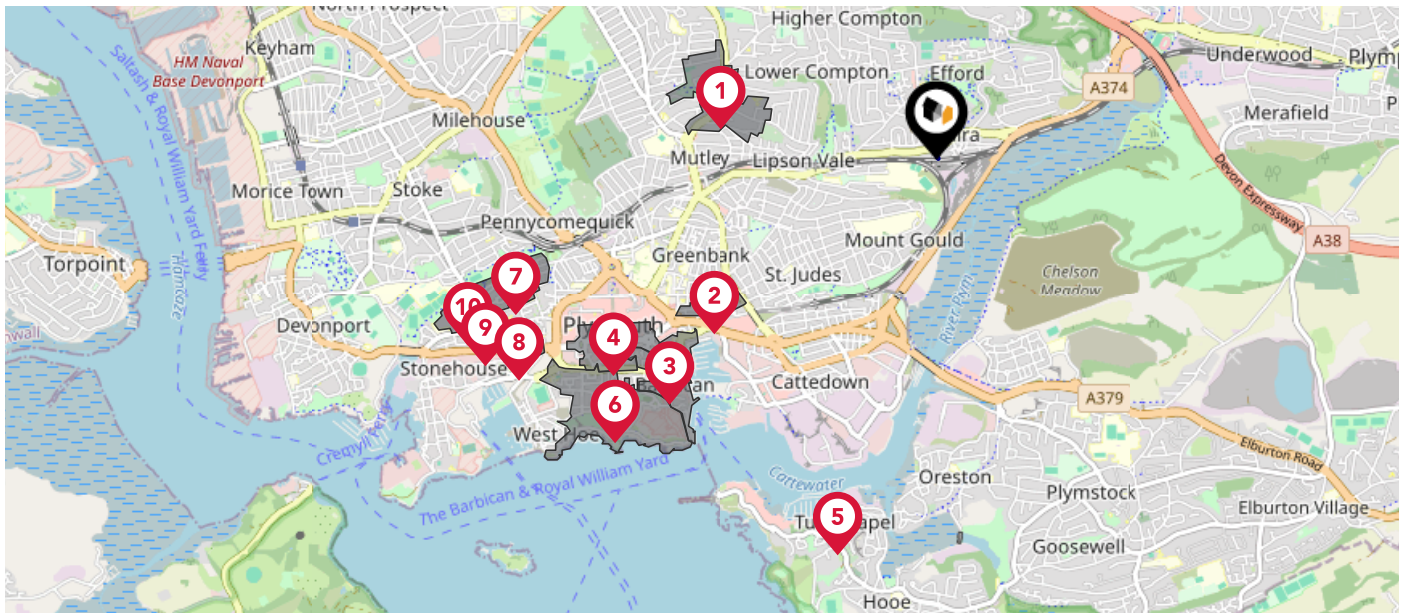 North Prospect
Higher Compton
Keyham
HM Naval
Base Devonport
Saltash & Royal William Yard Ferry
Lower Compton
Efford
Underwood
A374
1
Merafield
Milehouse
Mutley
Lipson Vale
Morice Town
Stoke
Devon Expressway
Pennycomequick
Mount Gould
A38
Torpoint
Hamoaze
Greenbank
St. Judes
Chelson
Meadow
7
10
2
River Plym
Devonport
9
8
4
Stonehouse
3
Cattedown
A379
6
West Hoe
Cremyll Ferry
Elburton Road
The Barbican & Royal William Yard
Cattewater
Oreston
Plymstock
Elburton Village
5
Goosewell
Hooe